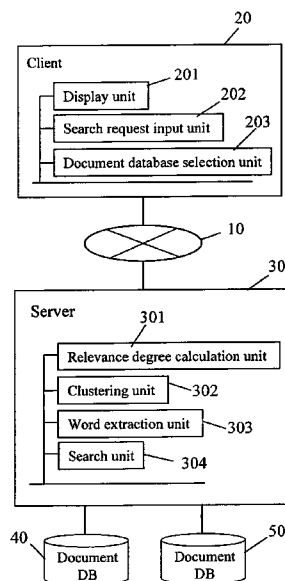 20
Client
201
Display unit
202
Search request input unit
203
Document database selection unit
10
30
Server
301
Relevance degree calculation unit
Clustering unit
302
Word extraction unit
303
Search unit
304
40
Document
DB
50
Document
DB